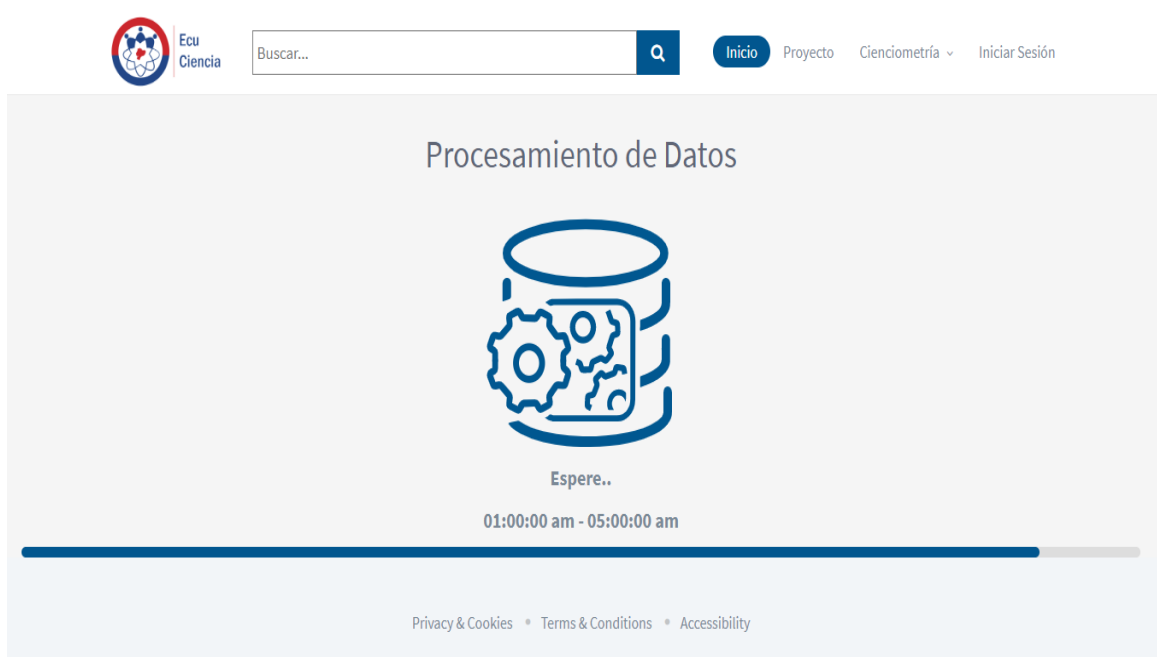 Ecu
Ciencia
Buscar...
Inicio Proyecto Cienciometría Iniciar Sesión
Procesamiento de Datos
Espere..
01:00:00 am - 05:00:00 am
Privacy & Cookies • Terms & Conditions • Accessibility